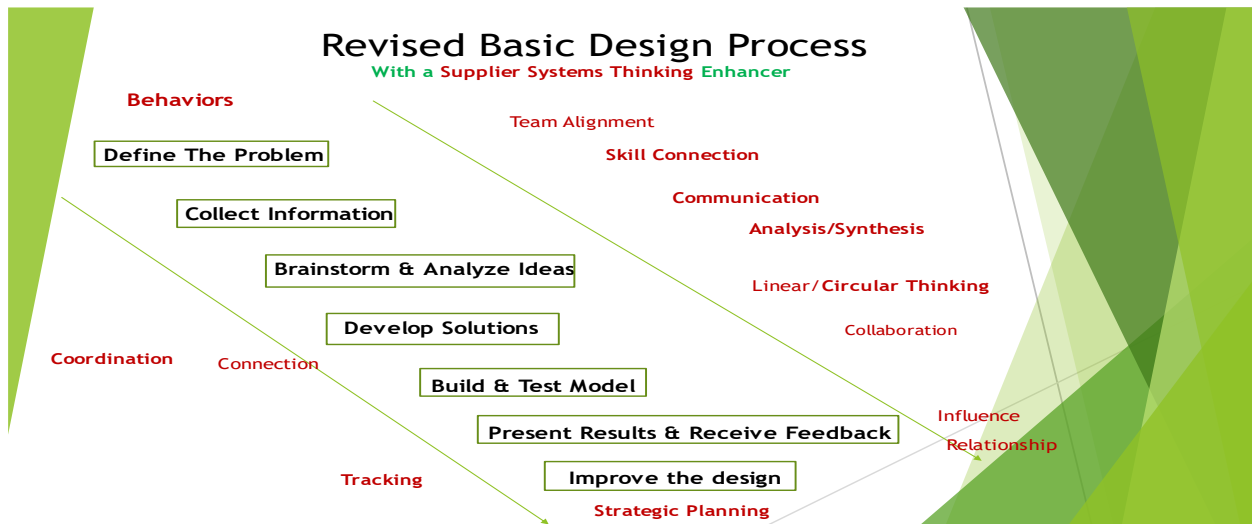 Revised Basic Design Process
With a Supplier Systems Thinking Enhancer
Behaviors
Team Alignment
Define The Problem
Skill Connection
Collect Information
Communication
Analysis/Synthesis
Brainstorm & Analyze Ideas
Linear/Circular Thinking
Develop Solutions
Collaboration
Coordination
Connection
Build & Test Model
Influence
Present Results & Receive Feedback
Relationship
Tracking
Improve the design
Strategic Planning